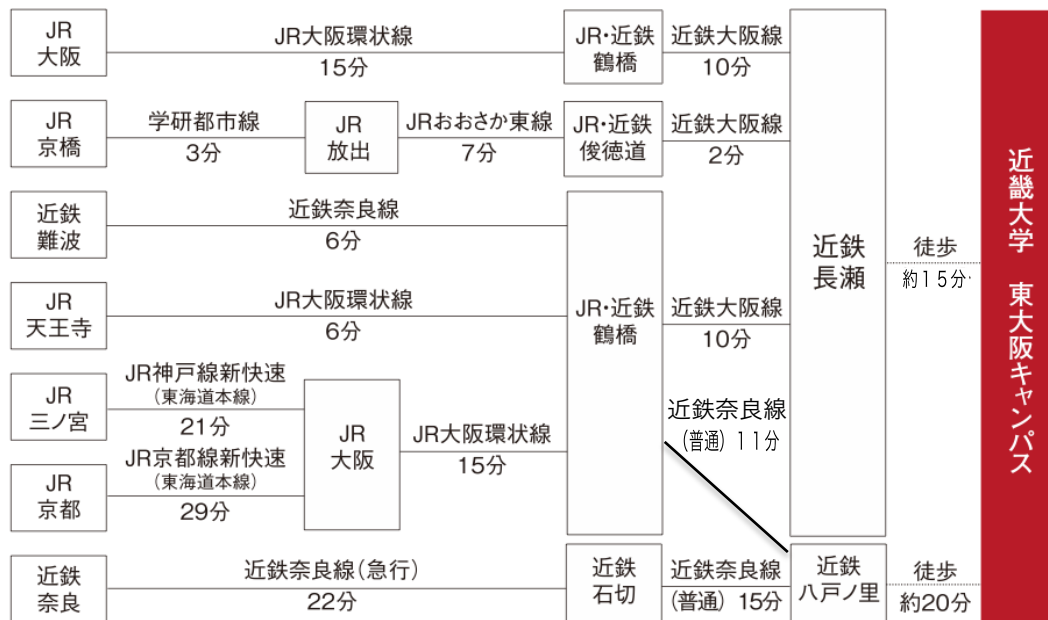 JR
大阪
JR大阪環状線
15分
JR・近鉄
鶴橋
近鉄大阪線
10分
JR
京橋
学研都市線
3分
JR
放出
JRおおさか東線
7分
JR・近鉄
俊徳道
近鉄大阪線
2分
近鉄
難波
近鉄奈良線
6分
JR
天王寺
JR大阪環状線
6分
JR・近鉄
鶴橋
近鉄大阪線
10分
JR
三ノ宮
JR神戸線新快速
(東海道本線)
21分
JR
京都
JR京都線新快速
(東海道本線)
29分
JR
大阪
JR大阪環状線
15分
近鉄奈良線
(普通) 11分
近鉄
長瀬
徒歩
約15分
近鉄
奈良
近鉄奈良線(急行)
22分
近鉄
石切
近鉄奈良線
(普通) 15分
近鉄
八戸ノ里
徒歩
約20分
近畿大学 東大阪キャンパス